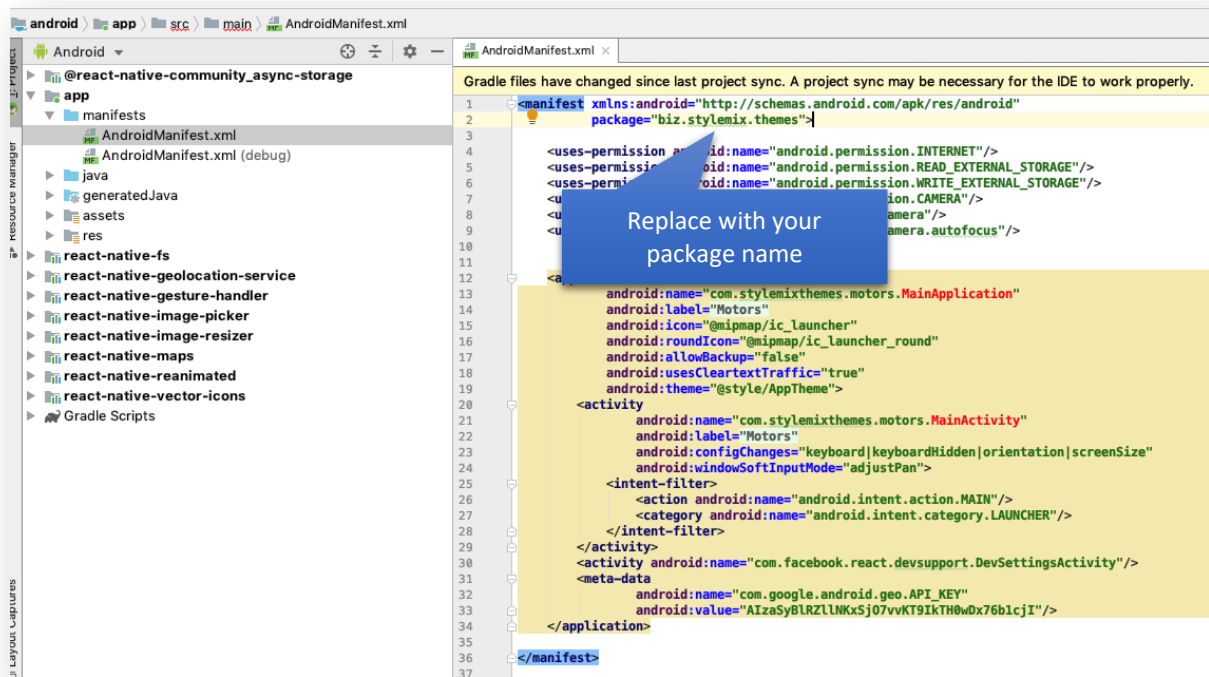 android app src main AndroidManifest.xml
Android
AndroidManifest.xml
Gradle files have changed since last project sync. A project sync may be necessary for the IDE to work properly.
@react-native-community_async-storage
app
manifests
AndroidManifest.xml
AndroidManifest.xml (debug)
java
generatedJava
assets
res
react-native-fs
react-native-geolocation-service
react-native-gesture-handler
react-native-image-picker
react-native-image-resizer
react-native-maps
react-native-reanimated
react-native-vector-icons
Gradle Scripts
Project
Resource Manager
Layout Captures
1 <manifest xmlns:android="http://schemas.android.com/apk/res/android"
2 package="biz.stylemix.themes">
3
4 <uses-permission android:name="android.permission.INTERNET"/>
5 <uses-permission android:name="android.permission.READ_EXTERNAL_STORAGE"/>
6 <uses-permission android:name="android.permission.WRITE_EXTERNAL_STORAGE"/>
7 <u ion.CAMERA"/>
8 <u amera"/>
9 <u amera.autofocus"/>
10
11
12 <ap
13 android:name="com.stylemixthemes.motors.MainApplication"
14 android:label="Motors"
15 android:icon="@mipmap/ic_launcher"
16 android:roundIcon="@mipmap/ic_launcher_round"
17 android:allowBackup="false"
18 android:usesCleartextTraffic="true"
19 android:theme="@style/AppTheme">
20 <activity
21 android:name="com.stylemixthemes.motors.MainActivity"
22 android:label="Motors"
23 android:configChanges="keyboard|keyboardHidden|orientation|screenSize"
24 android:windowSoftInputMode="adjustPan">
25 <intent-filter>
26 <action android:name="android.intent.action.MAIN"/>
27 <category android:name="android.intent.category.LAUNCHER"/>
28 </intent-filter>
29 </activity>
30 <activity android:name="com.facebook.react.devsupport.DevSettingsActivity"/>
31 <meta-data
32 android:name="com.google.android.geo.API_KEY"
33 android:value="AIzaSyBlRZllNKxSjO7vvKT9IkTH0wDx76b1cjI"/>
34 </application>
35
36 </manifest>
37
Replace with your
package name